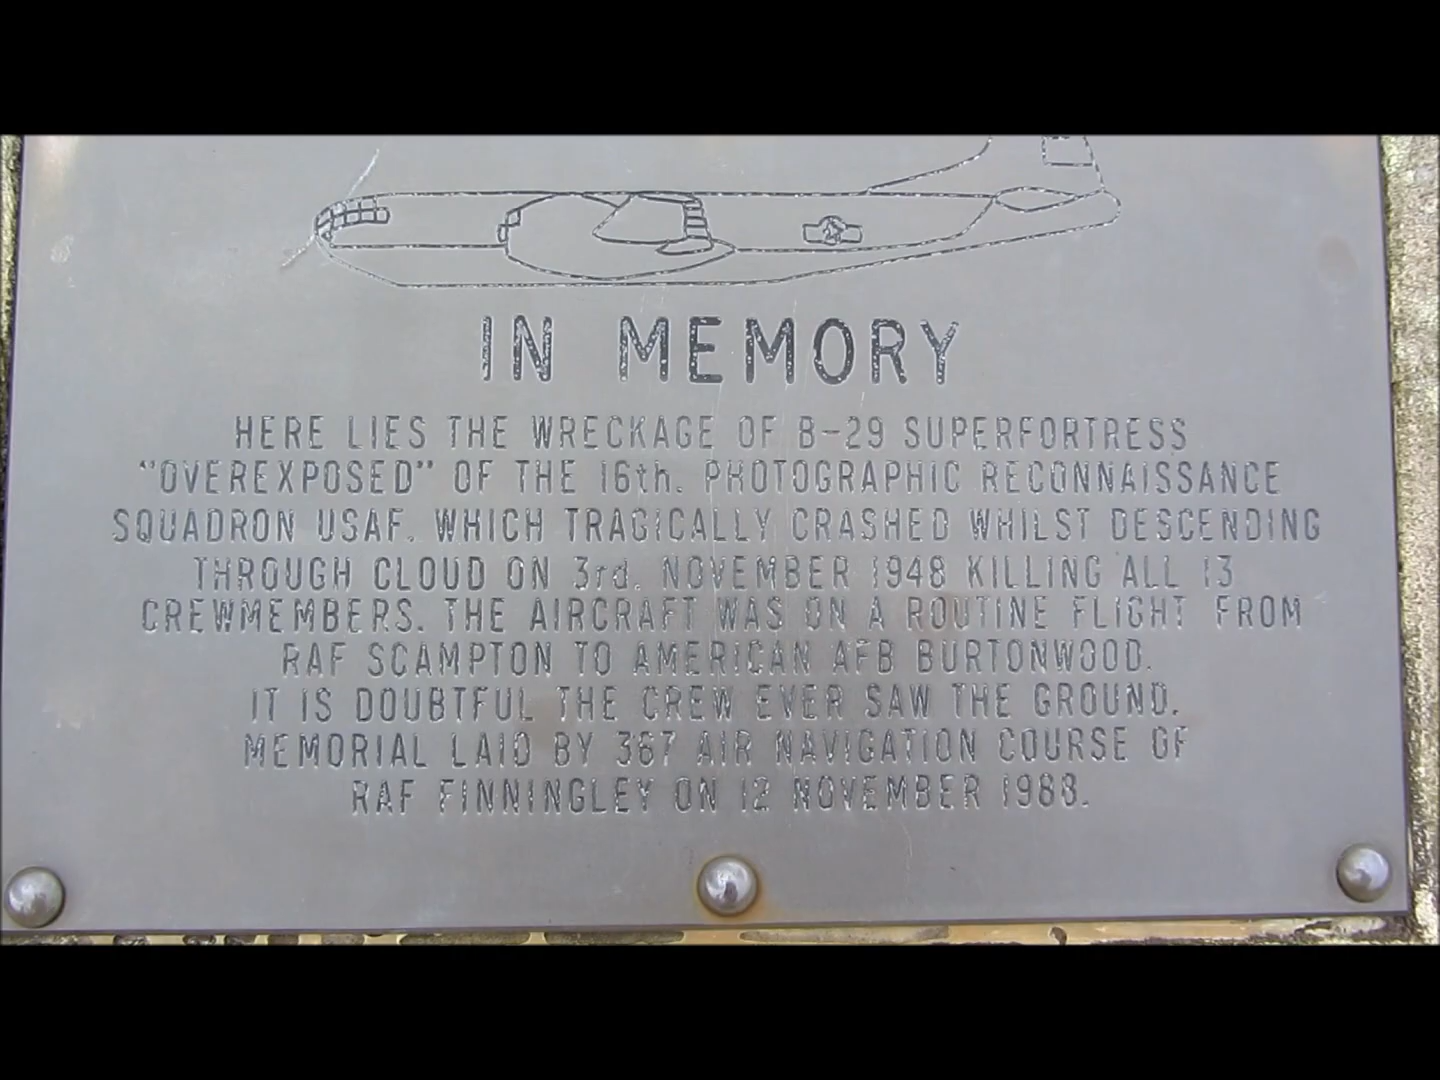 IN MEMORY
HERE LIES THE WRECKAGE OF B-29 SUPERFORTRESS
"OVEREXPOSED" OF THE 16th. PHOTOGRAPHIC RECONNAISSANCE
SQUADRON USAF. WHICH TRAGICALLY CRASHED WHILST DESCENDING
THROUGH CLOUD ON 3rd. NOVEMBER 1948 KILLING ALL 13
CREWMEMBERS. THE AIRCRAFT WAS ON A ROUTINE FLIGHT FROM
RAF SCAMPTON TO AMERICAN AFB BURTONWOOD.
IT IS DOUBTFUL THE CREW EVER SAW THE GROUND.
MEMORIAL LAID BY 367 AIR NAVIGATION COURSE OF
RAF FINNINGLEY ON 12 NOVEMBER 1988.